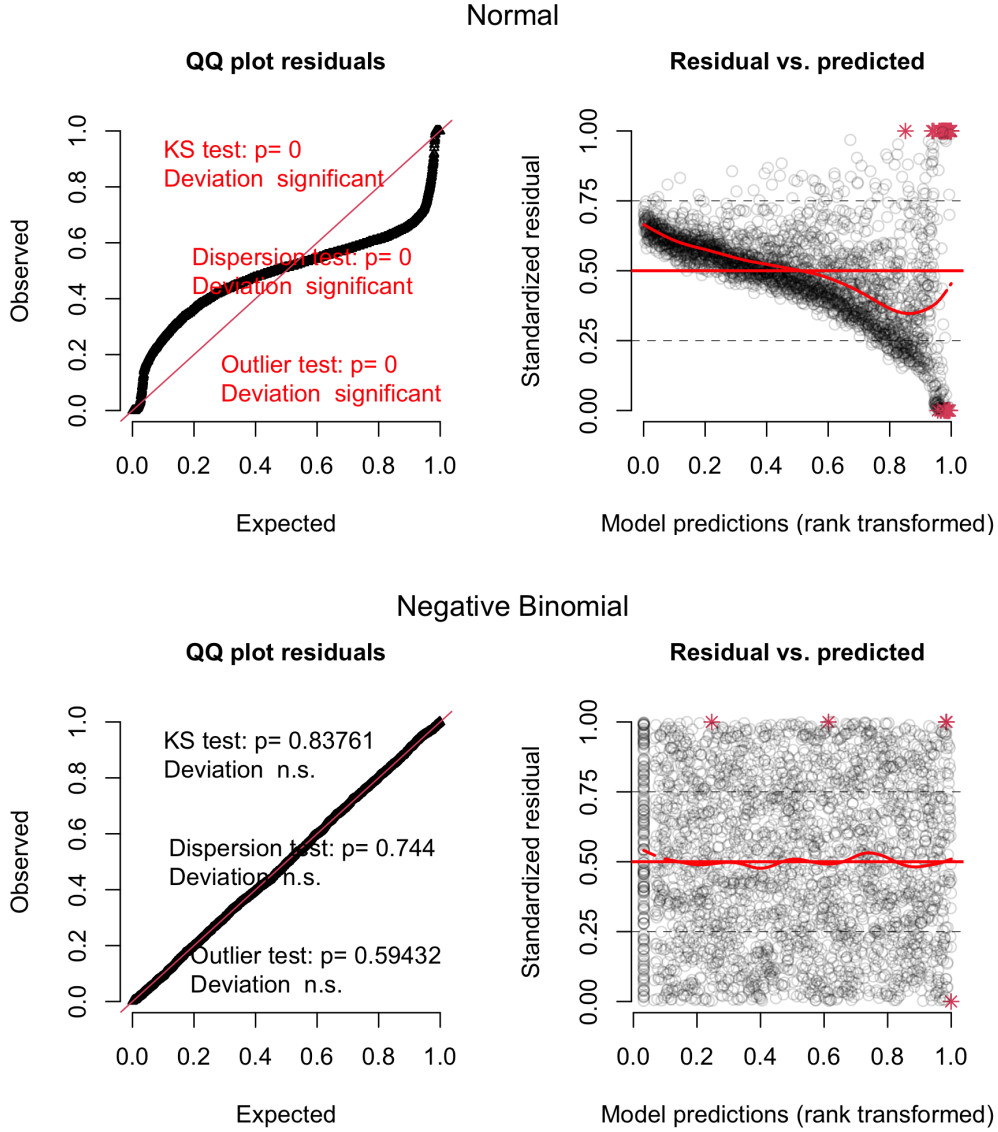 Normal
QQ plot residuals
KS test: p= 0
Deviation significant
Dispersion test: p= 0
Deviation significant
Outlier test: p= 0
Deviation significant
Observed
0.0 0.2 0.4 0.6 0.8 1.0
0.0 0.2 0.4 0.6 0.8 1.0
Expected
Residual vs. predicted
Standardized residual
0.00 0.25 0.50 0.75 1.00
0.0 0.2 0.4 0.6 0.8 1.0
Model predictions (rank transformed)
Negative Binomial
QQ plot residuals
KS test: p= 0.83761
Deviation n.s.
Dispersion test: p= 0.744
Deviation n.s.
Outlier test: p= 0.59432
Deviation n.s.
Observed
0.0 0.2 0.4 0.6 0.8 1.0
0.0 0.2 0.4 0.6 0.8 1.0
Expected
Residual vs. predicted
Standardized residual
0.00 0.25 0.50 0.75 1.00
0.0 0.2 0.4 0.6 0.8 1.0
Model predictions (rank transformed)